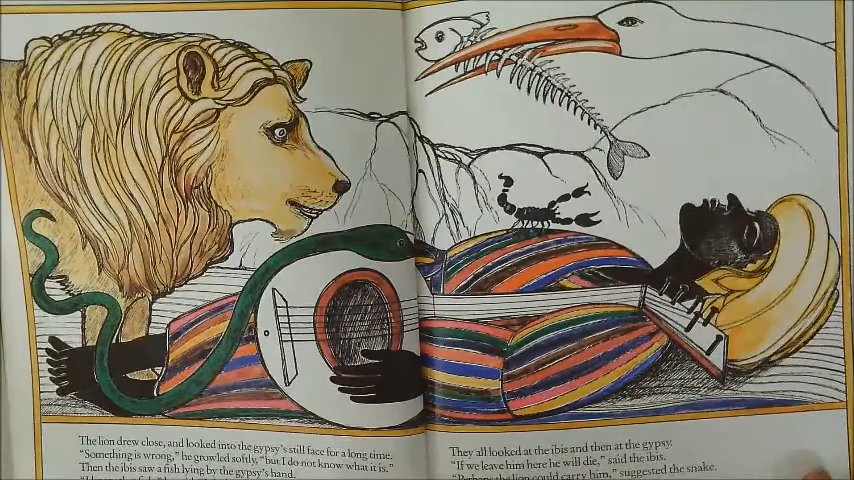 The lion drew close, and looked into the gypsy's still face for a long time.
"Something is wrong," he growled softly, "but I do not know what it is."
Then the ibis saw a fish lying by the gypsy's hand.
They all looked at the ibis and then at the gypsy.
"If we leave him here he will die," said the ibis.
"Perhaps the lion could carry him," suggested the snake.